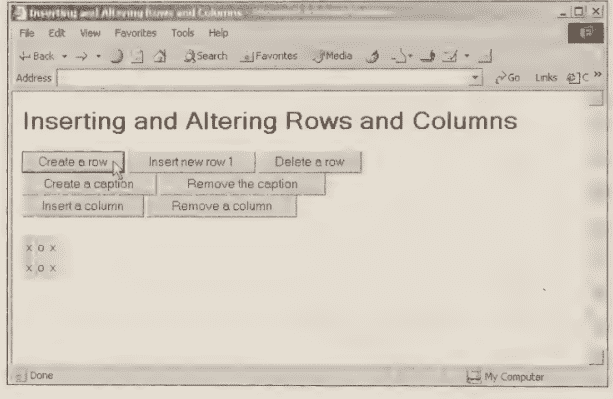 Inserting and Altering Rows and Columns
File Edit View Favorites Tools Help
Back Search Favorites Media
Address Go Links
Inserting and Altering Rows and Columns
Create a row Insert new row 1 Delete a row
Create a caption Remove the caption
Insert a column Remove a column
x o x
x o x
Done My Computer